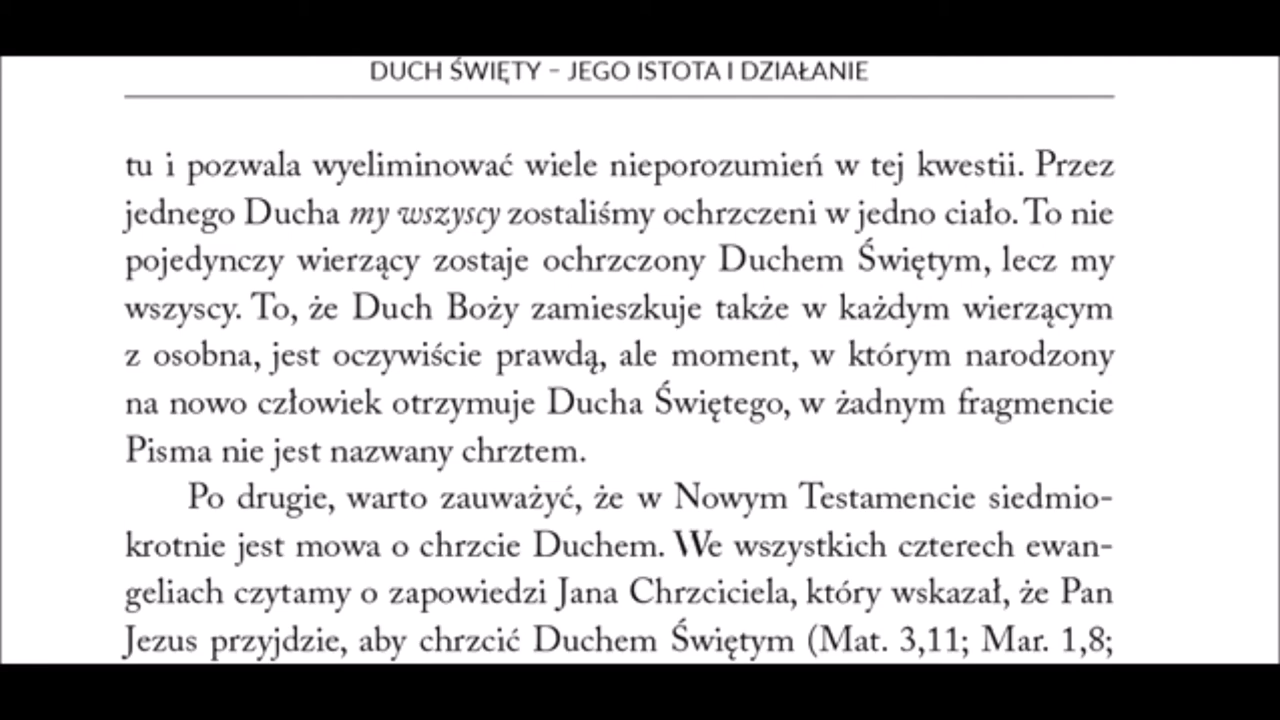 DUCH ŚWIĘTY – JEGO ISTOTA I DZIAŁANIE
tu i pozwala wyeliminować wiele nieporozumień w tej kwestii. Przez
jednego Ducha my wszyscy zostaliśmy ochrzczeni w jedno ciało. To nie
pojedynczy wierzący zostaje ochrzczony Duchem Świętym, lecz my
wszyscy. To, że Duch Boży zamieszkuje także w każdym wierzącym
z osobna, jest oczywiście prawdą, ale moment, w którym narodzony
na nowo człowiek otrzymuje Ducha Świętego, w żadnym fragmencie
Pisma nie jest nazwany chrztem.
Po drugie, warto zauważyć, że w Nowym Testamencie siedmio-
krotnie jest mowa o chrzcie Duchem. We wszystkich czterech ewan-
geliach czytamy o zapowiedzi Jana Chrzciciela, który wskazał, że Pan
Jezus przyjdzie, aby chrzcić Duchem Świętym (Mat. 3,11; Mar. 1,8;